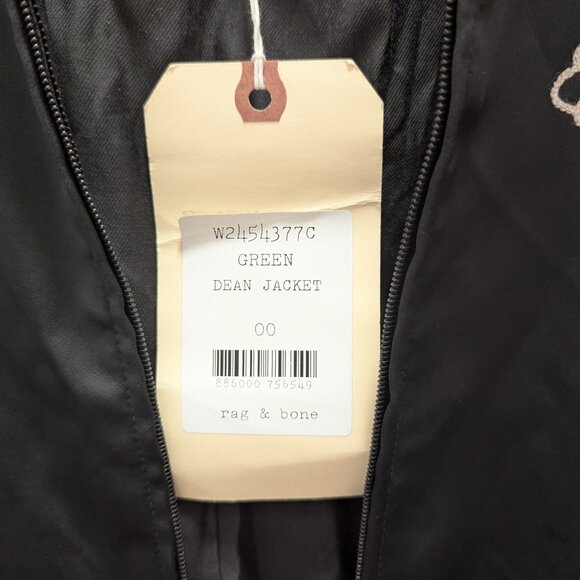 W2454377C
GREEN
DEAN JACKET
00
886000 756549
rag & bone